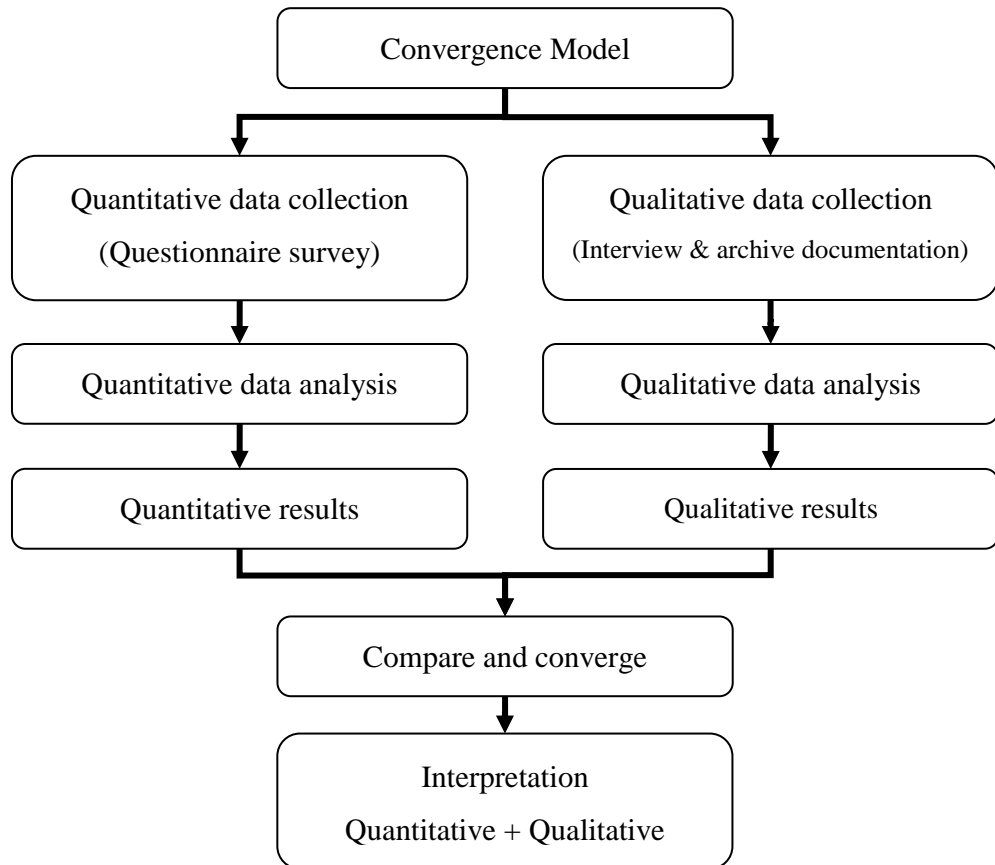 Convergence Model
Quantitative data collection
(Questionnaire survey)
Qualitative data collection
(Interview & archive documentation)
Quantitative data analysis
Qualitative data analysis
Quantitative results
Qualitative results
Compare and converge
Interpretation
Quantitative + Qualitative